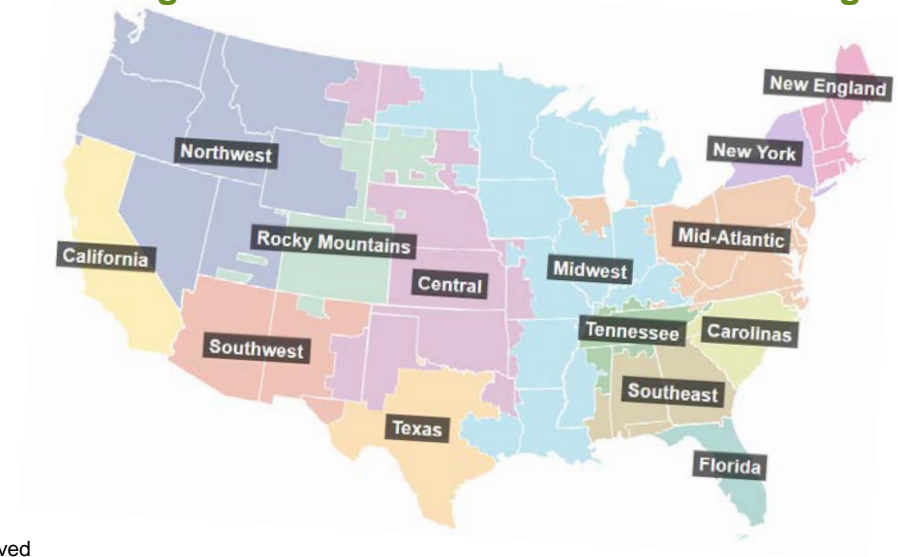 New England
New York
Northwest
Mid-Atlantic
Rocky Mountains
California
Midwest
Central
Tennessee
Carolinas
Southwest
Southeast
Texas
Florida
ved